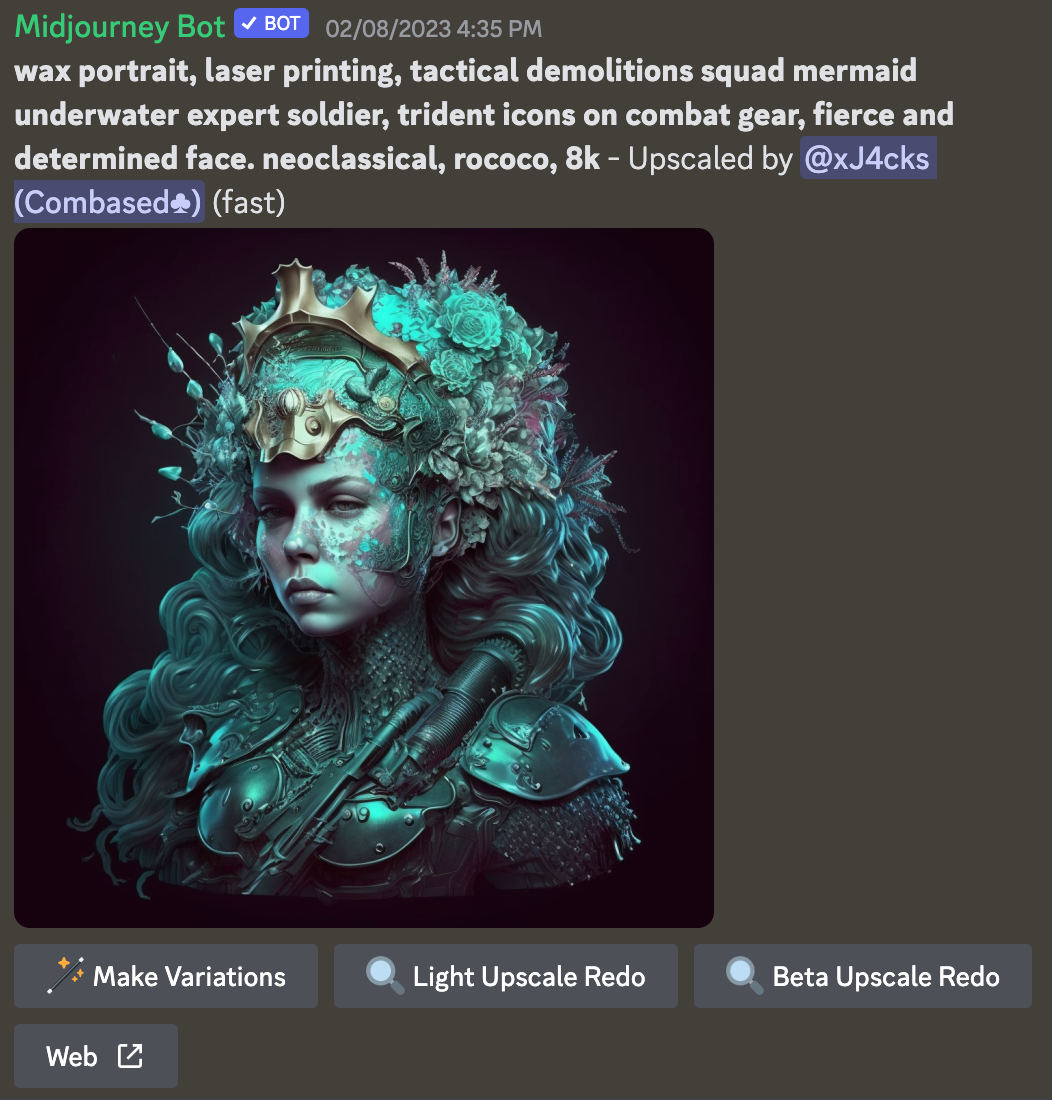 Midjourney Bot ✓ BOT 02/08/2023 4:35 PM
wax portrait, laser printing, tactical demolitions squad mermaid
underwater expert soldier, trident icons on combat gear, fierce and
determined face. neoclassical, rococo, 8k - Upscaled by @xJ4cks
(Combased♣) (fast)
Make Variations
Light Upscale Redo
Beta Upscale Redo
Web